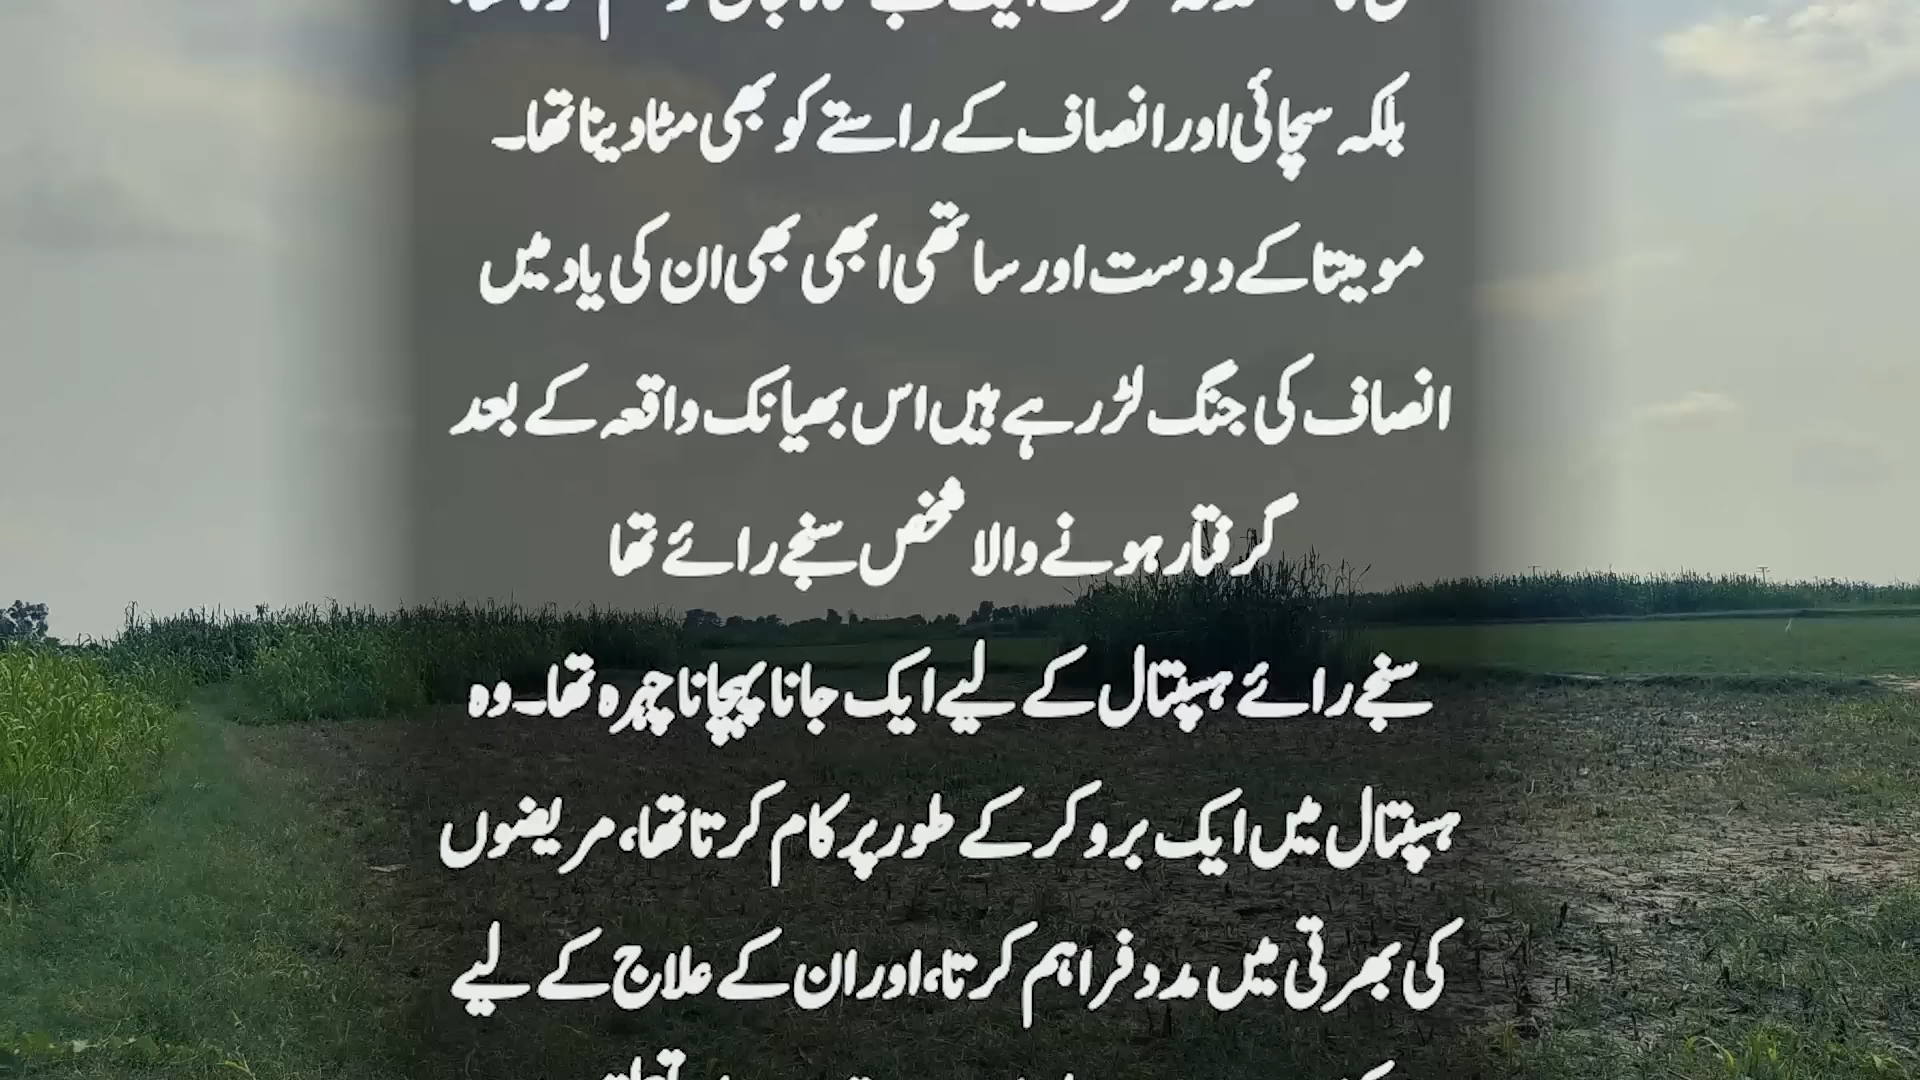 بلکہ سچائی اور انصاف کے راستے کو بھی مٹا دینا تھا۔
مومیتا کے دوست اور ساتھی ابھی بھی ان کی یاد میں
انصاف کی جنگ لڑ رہے ہیں اس بھیانک واقعہ کے بعد
گرفتار ہونے والا شخص سنجے رائے تھا
سنجے رائے ہسپتال کے لیے ایک جانا پہچانا چہرہ تھا۔ وہ
ہسپتال میں ایک بروکر کے طور پر کام کرتا تھا، مریضوں
کی بھرتی میں مدد فراہم کرتا، اور ان کے علاج کے لیے